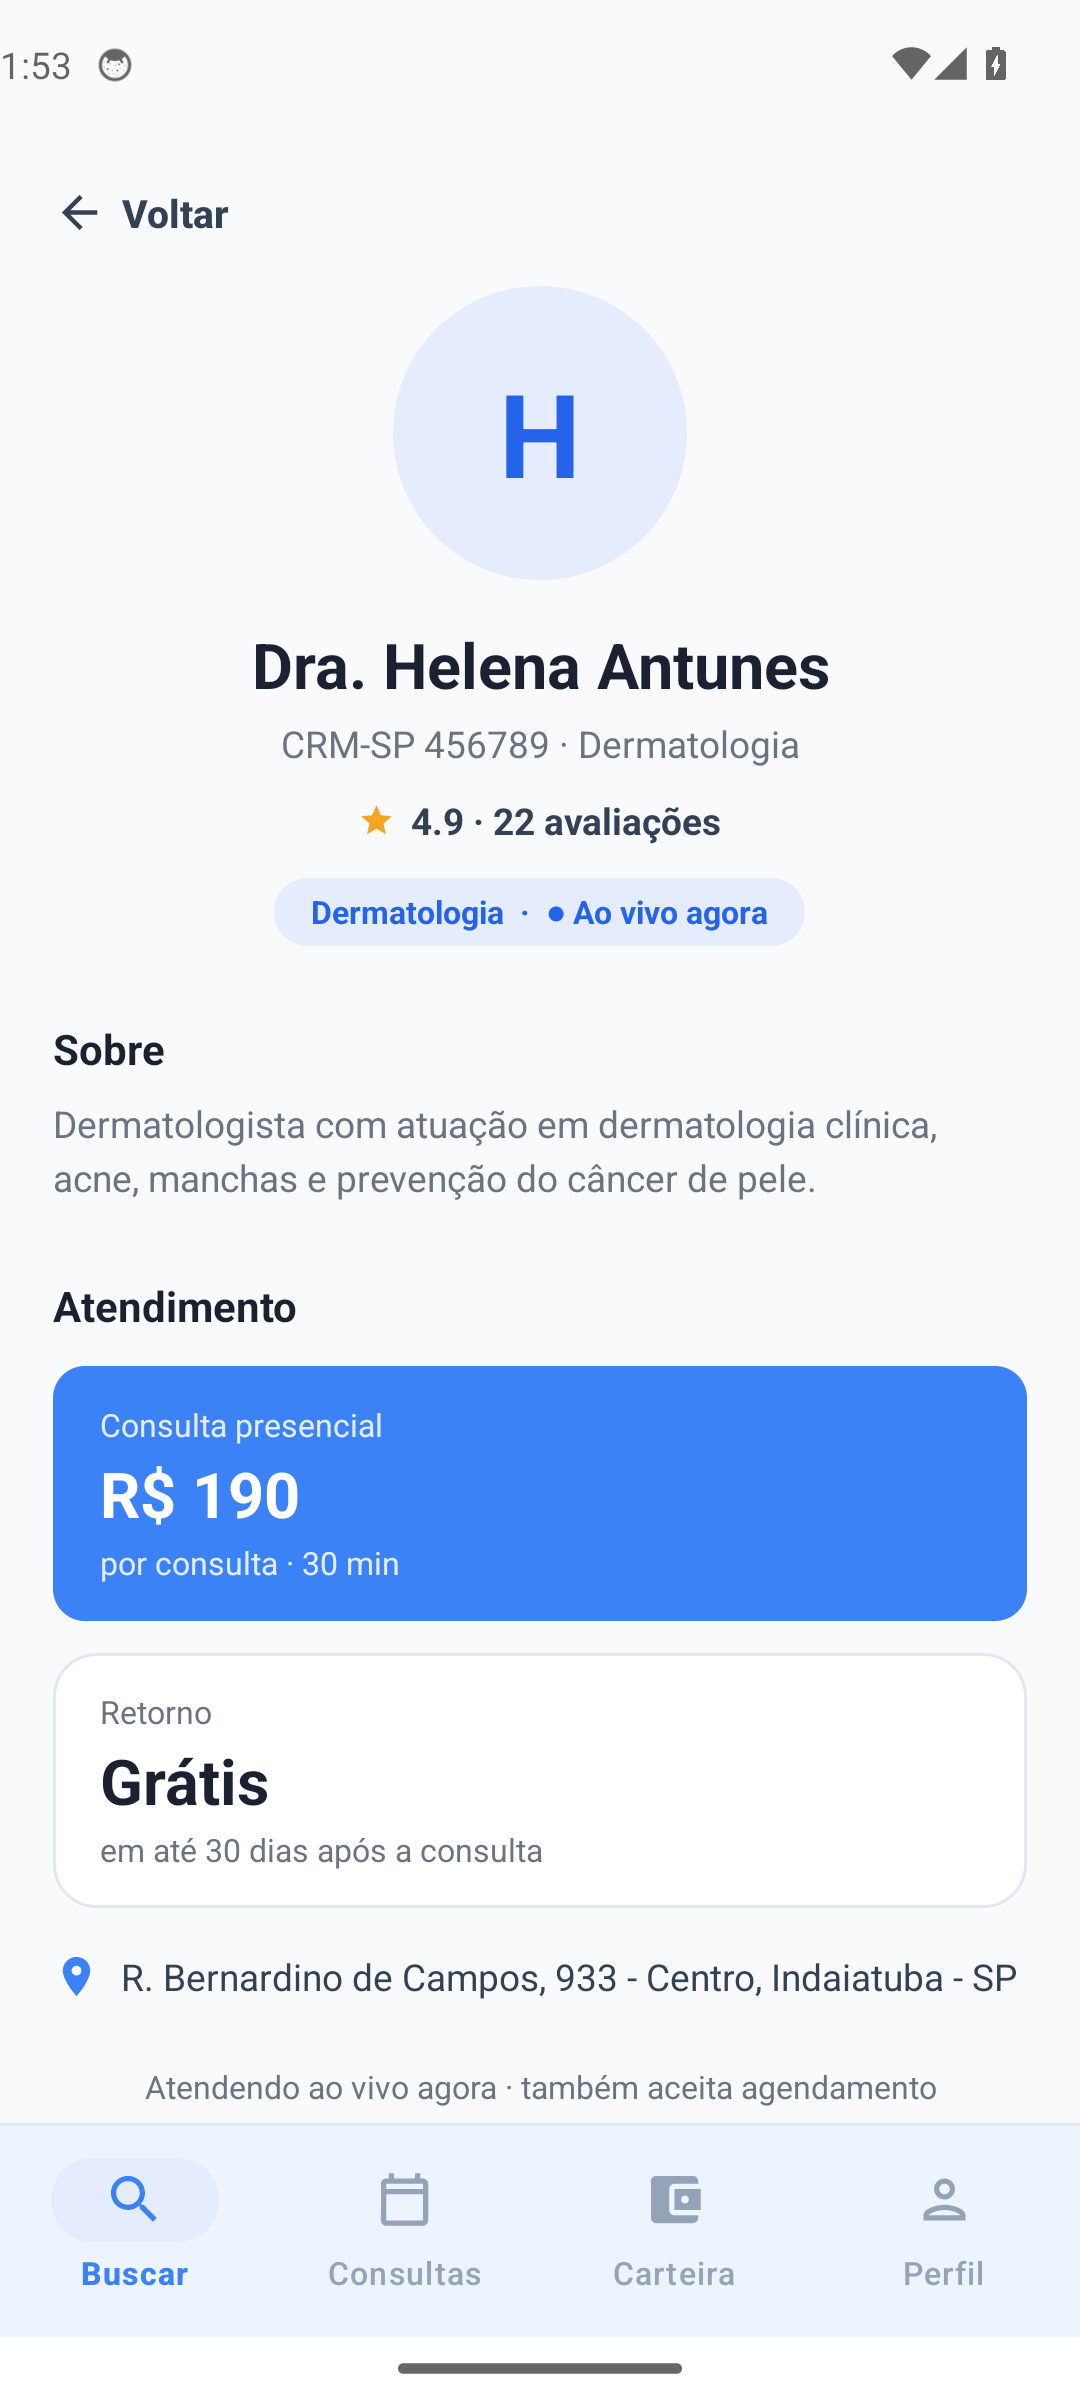 1:53
Voltar
H
Dra. Helena Antunes
CRM-SP 456789 · Dermatologia
4.9 · 22 avaliações
Dermatologia · ● Ao vivo agora
Sobre
Dermatologista com atuação em dermatologia clínica,
acne, manchas e prevenção do câncer de pele.
Atendimento
Consulta presencial
R$ 190
por consulta · 30 min
Retorno
Grátis
em até 30 dias após a consulta
R. Bernardino de Campos, 933 - Centro, Indaiatuba - SP
Atendendo ao vivo agora · também aceita agendamento
Buscar
Consultas
Carteira
Perfil